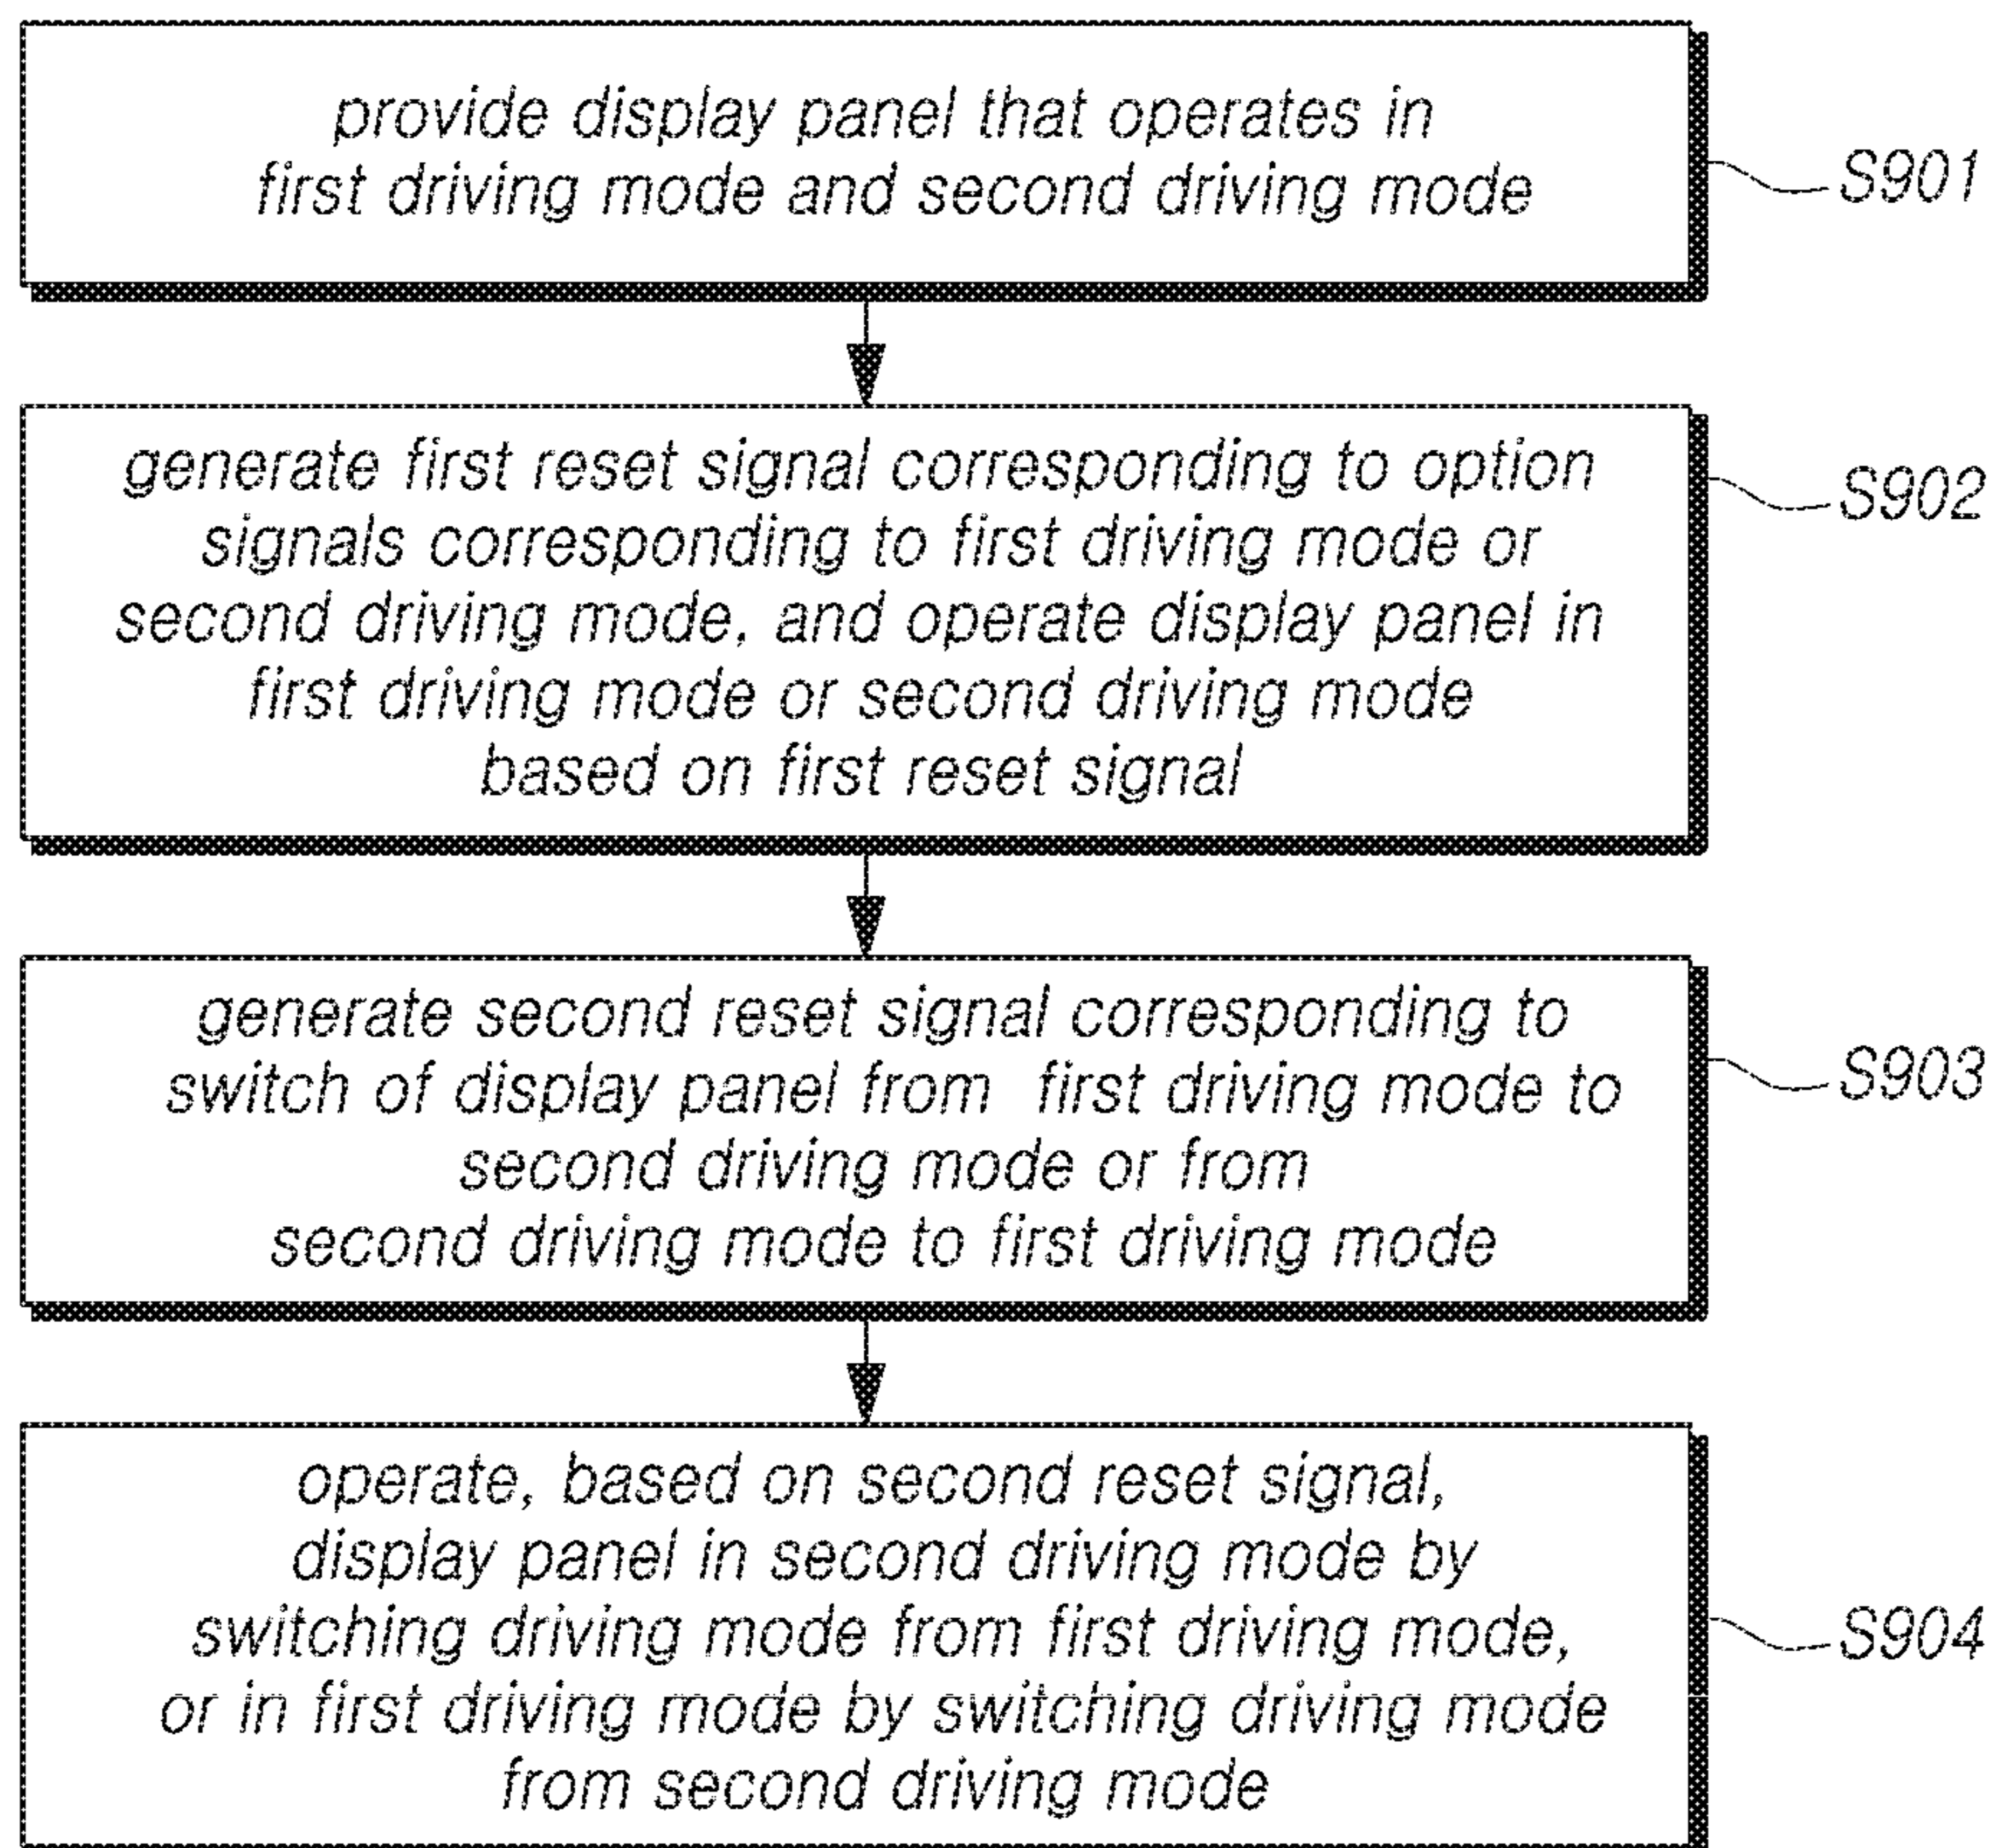 provide display panel that operates in
first driving mode and second driving mode
S901
generate first reset signal corresponding to option
signals corresponding to first driving mode or
second driving mode, and operate display panel in
first driving mode or second driving mode
based on first reset signal
S902
generate second reset signal corresponding to
switch of display panel from first driving mode to
second driving mode or from
second driving mode to first driving mode
S903
operate, based on second reset signal,
display panel in second driving mode by
switching driving mode from first driving mode,
or in first driving mode by switching driving mode
from second driving mode
S904